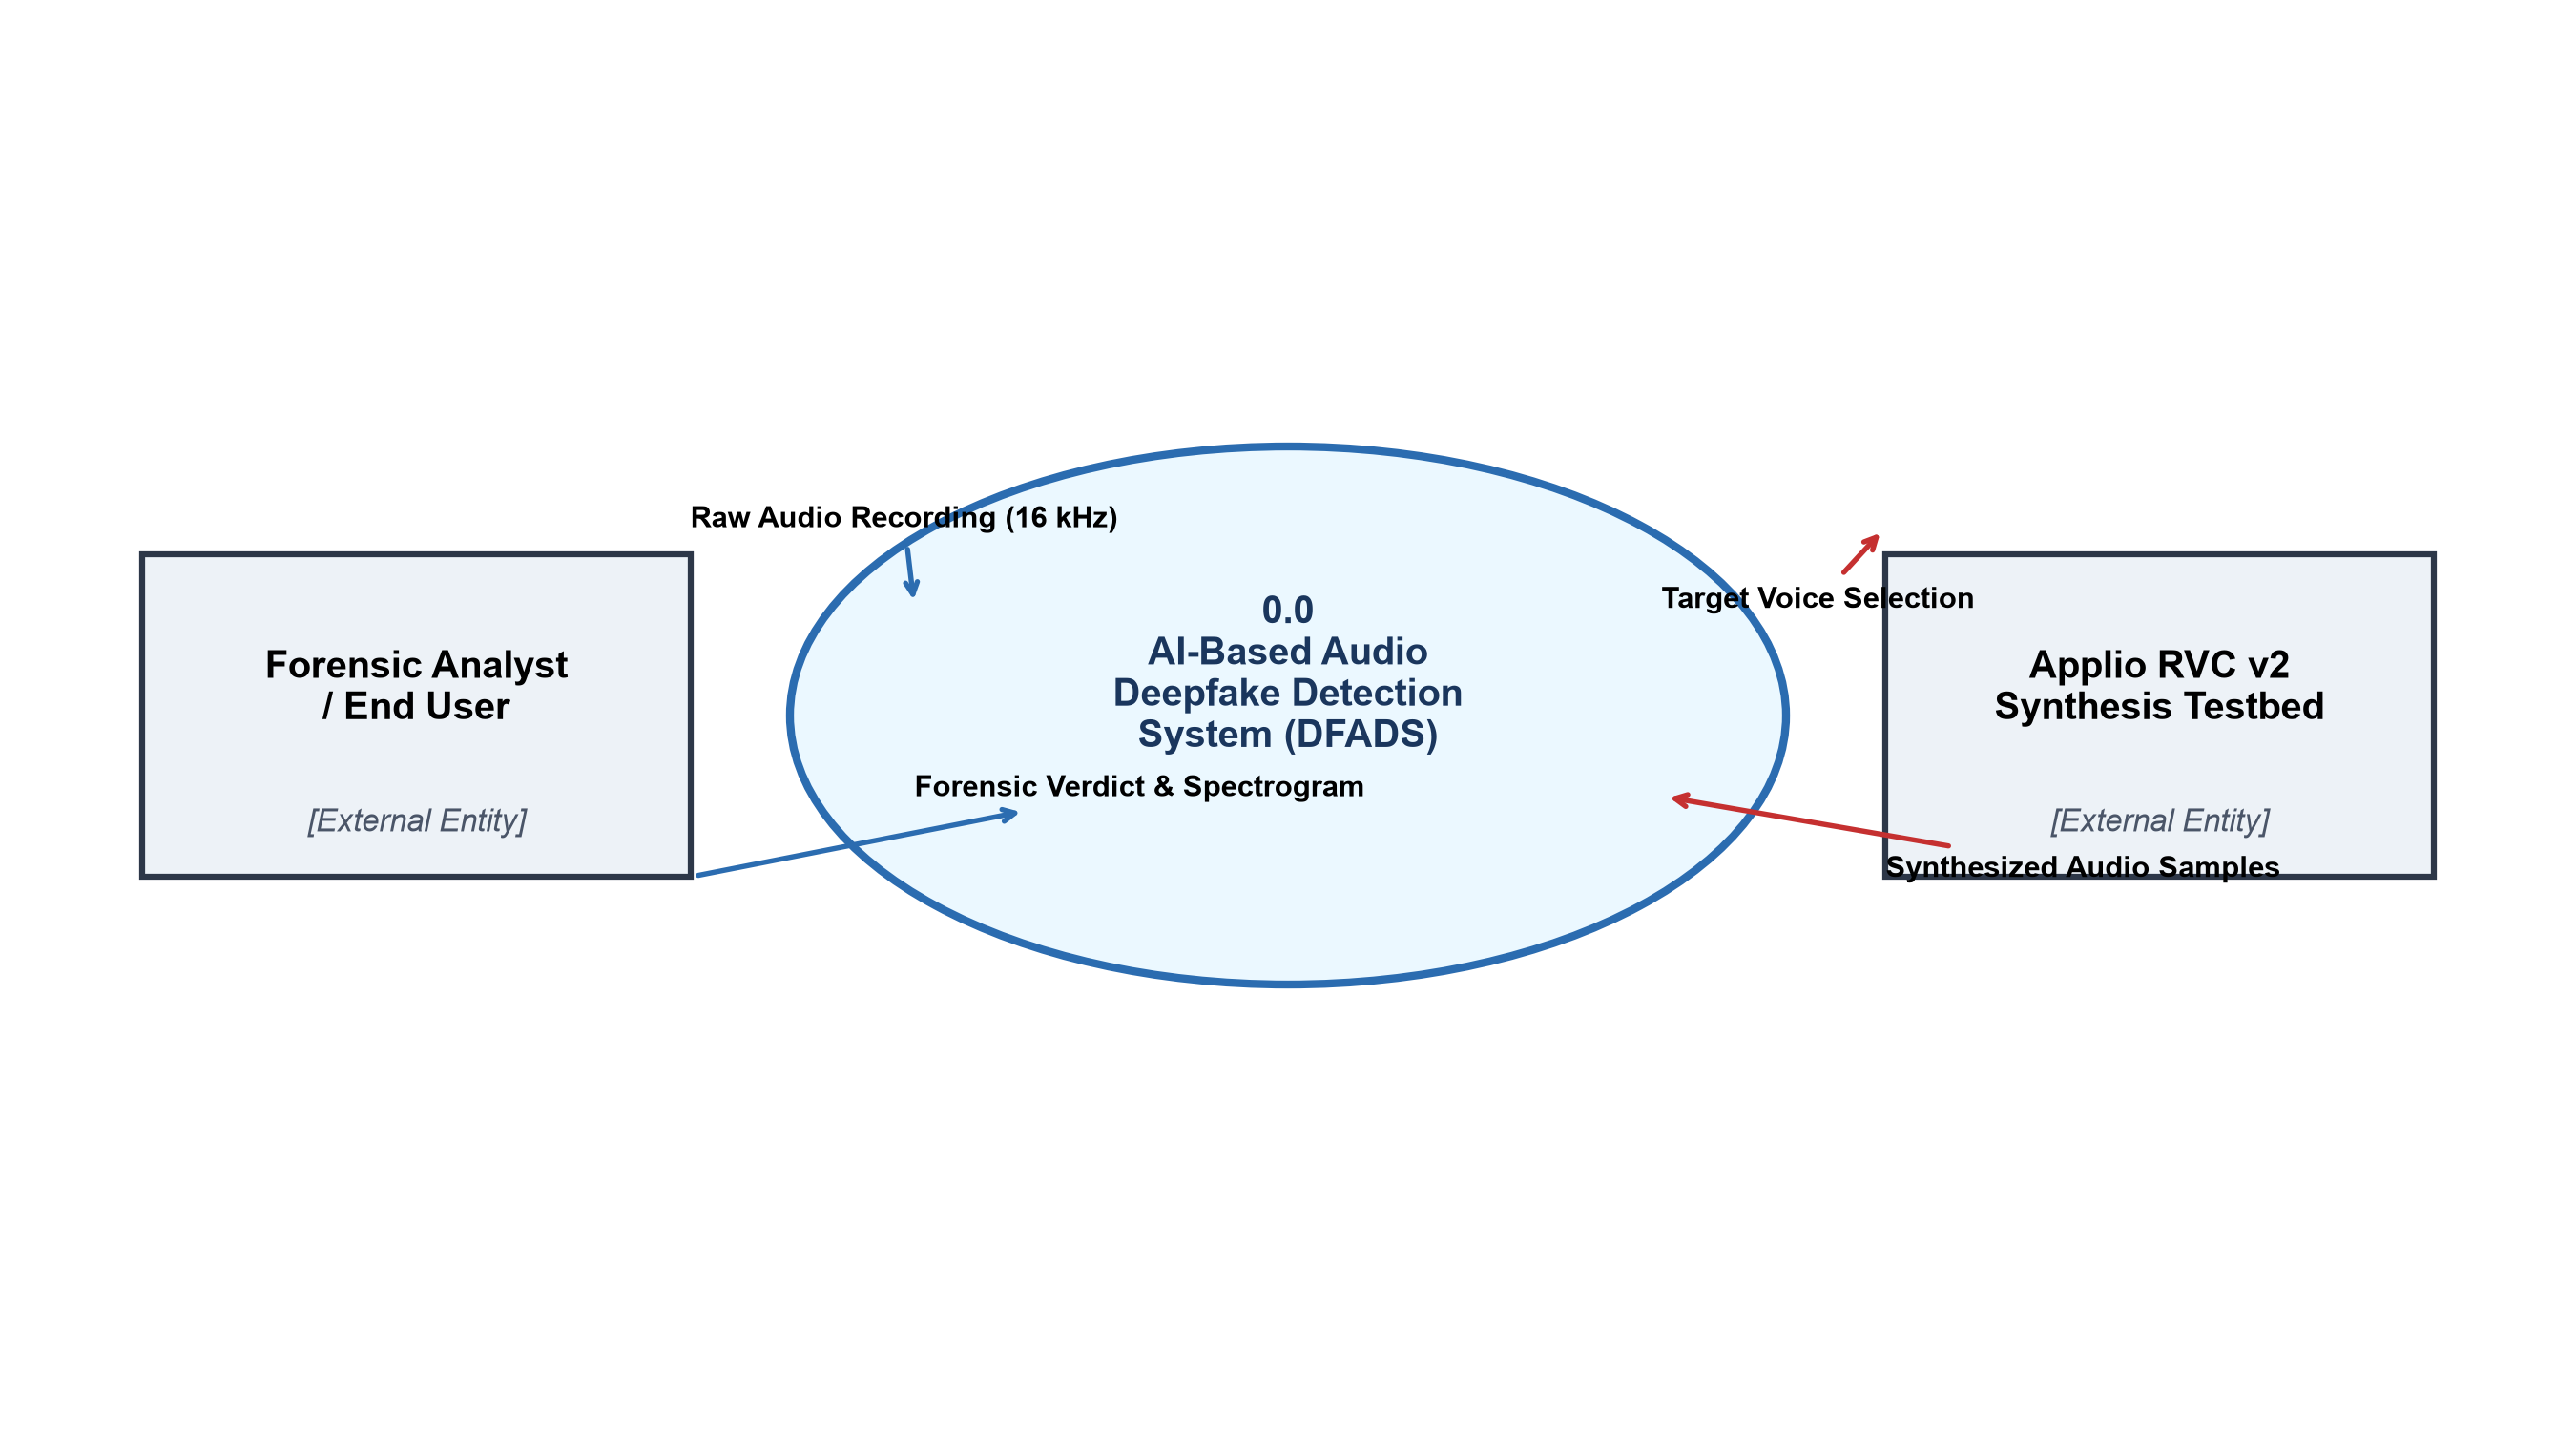 Raw Audio Recording (16 kHz)
Forensic Analyst
/ End User
[External Entity]
0.0
AI-Based Audio
Deepfake Detection
System (DFADS)
Forensic Verdict & Spectrogram
Target Voice Selection
Applio RVC v2
Synthesis Testbed
[External Entity]
Synthesized Audio Samples